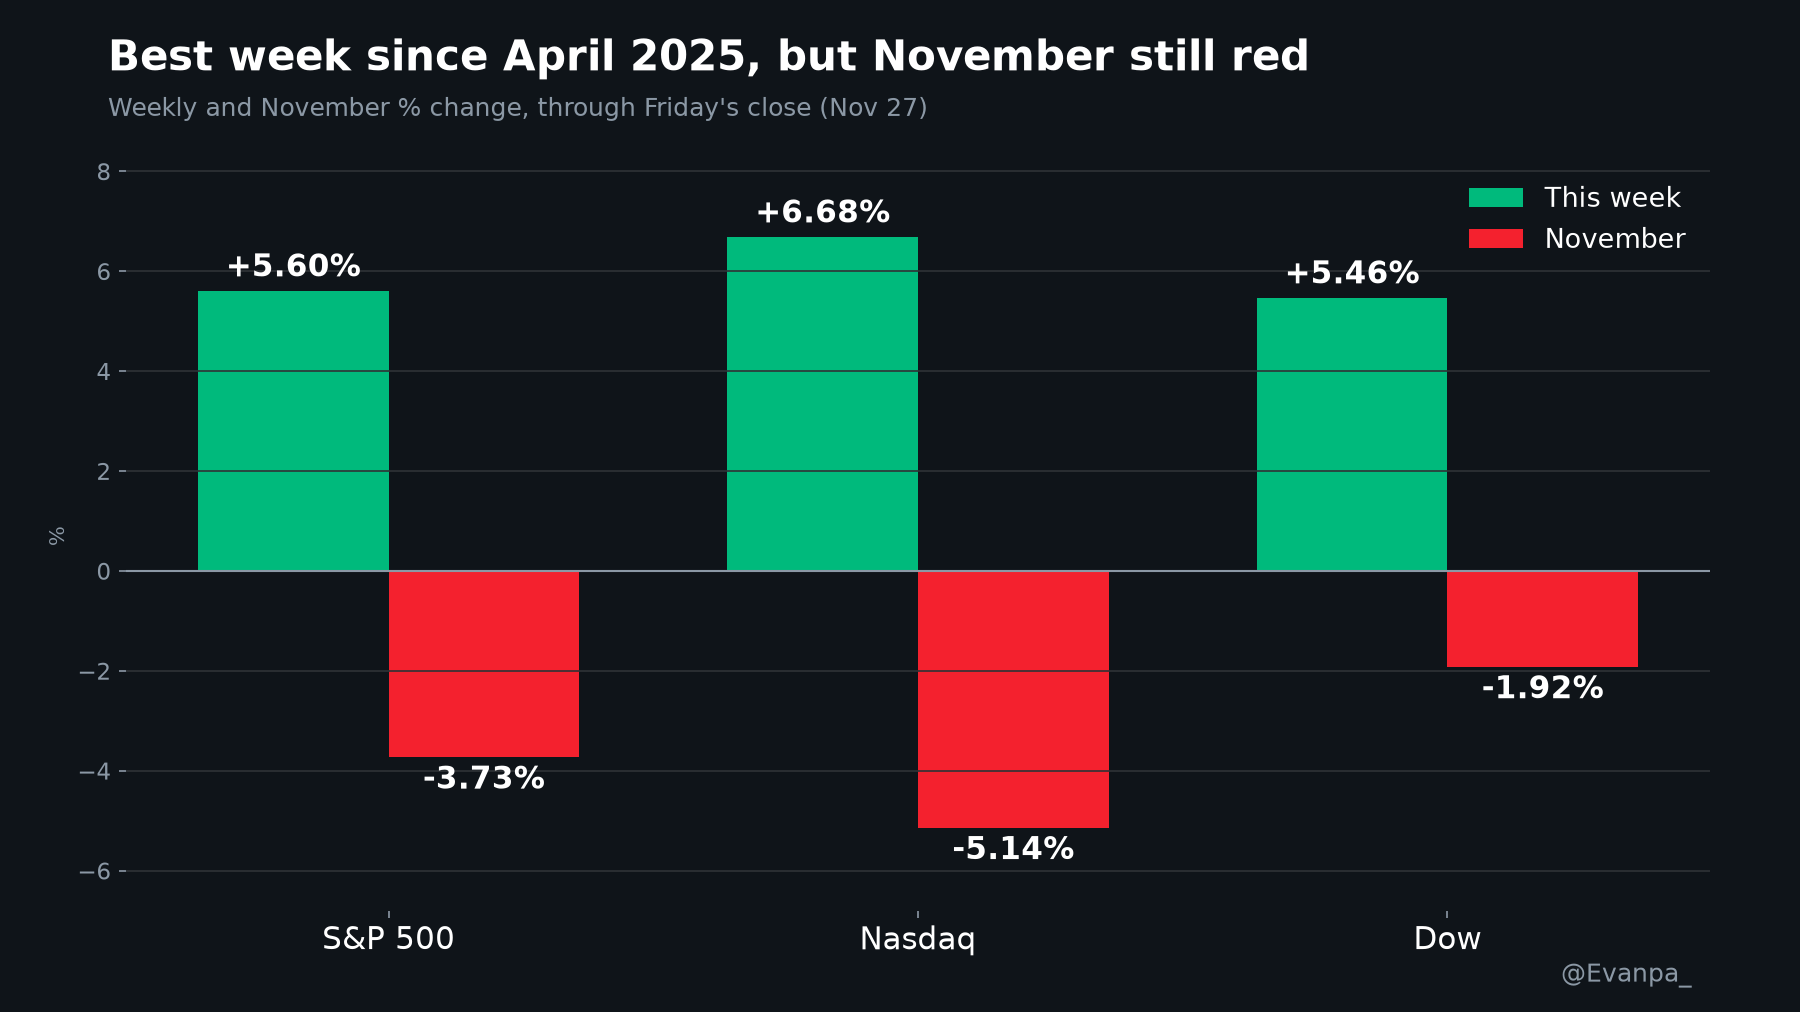 Best week since April 2025, but November still red
Weekly and November % change, through Friday's close (Nov 27)
8
6
4
2
0
−2
−4
−6
%
This week
November
+5.60%
+6.68%
+5.46%
-3.73%
-5.14%
-1.92%
S&P 500
Nasdaq
Dow
@Evanpa_